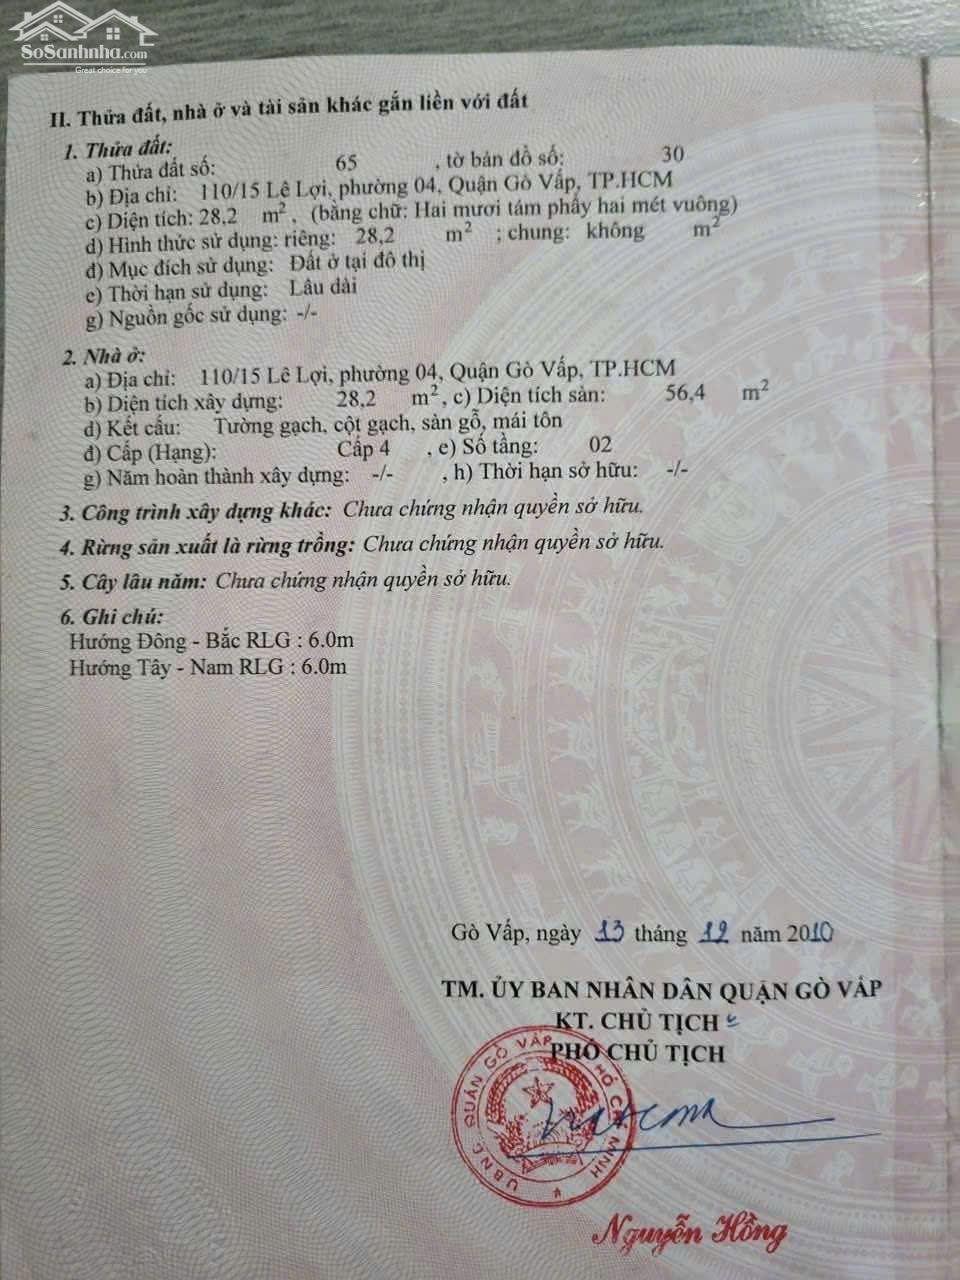 SoSanhnha.com
Great choice for you
II. Thửa đất, nhà ở và tài sản khác gắn liền với đất
1. Thửa đất:
a) Thửa đất số: 65 , tờ bản đồ số: 30
b) Địa chỉ: 110/15 Lê Lợi, phường 04, Quận Gò Vấp, TP.HCM
c) Diện tích: 28,2 m², (bằng chữ: Hai mươi tám phẩy hai mét vuông)
d) Hình thức sử dụng: riêng: 28,2 m² ; chung: không m²
đ) Mục đích sử dụng: Đất ở tại đô thị
e) Thời hạn sử dụng: Lâu dài
g) Nguồn gốc sử dụng: -/-
2. Nhà ở:
a) Địa chỉ: 110/15 Lê Lợi, phường 04, Quận Gò Vấp, TP.HCM
b) Diện tích xây dựng: 28,2 m², c) Diện tích sàn: 56,4 m²
d) Kết cấu: Tường gạch, cột gạch, sàn gỗ, mái tôn
đ) Cấp (Hạng): Cấp 4 , e) Số tầng: 02
g) Năm hoàn thành xây dựng: -/- , h) Thời hạn sở hữu: -/-
3. Công trình xây dựng khác: Chưa chứng nhận quyền sở hữu.
4. Rừng sản xuất là rừng trồng: Chưa chứng nhận quyền sở hữu.
5. Cây lâu năm: Chưa chứng nhận quyền sở hữu.
6. Ghi chú:
Hướng Đông - Bắc RLG : 6.0m
Hướng Tây - Nam RLG : 6.0m
Gò Vấp, ngày 13 tháng 12 năm 2010
TM. ỦY BAN NHÂN DÂN QUẬN GÒ VẤP
KT. CHỦ TỊCH
PHÓ CHỦ TỊCH
UBND QUẬN GÒ VẤP HỒ CHÍ MINH
Nguyễn Hồng